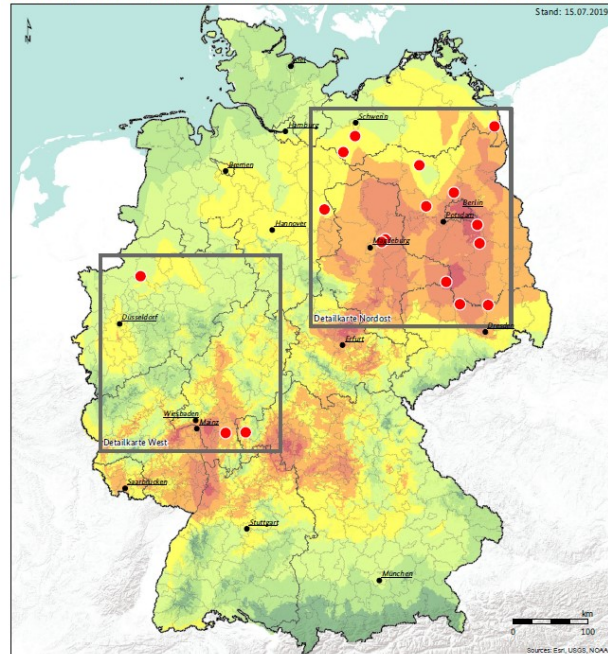 Stand: 15.07.2019
Schwerin
Hamburg
Bremen
Berlin
Potsdam
Hannover
Magdeburg
Düsseldorf
Detailkarte Nordost
Dresden
Erfurt
Wiesbaden
Mainz
Detailkarte West
Saarbrücken
Stuttgart
München
km
0
100
Sources: Esri, USGS, NOAA